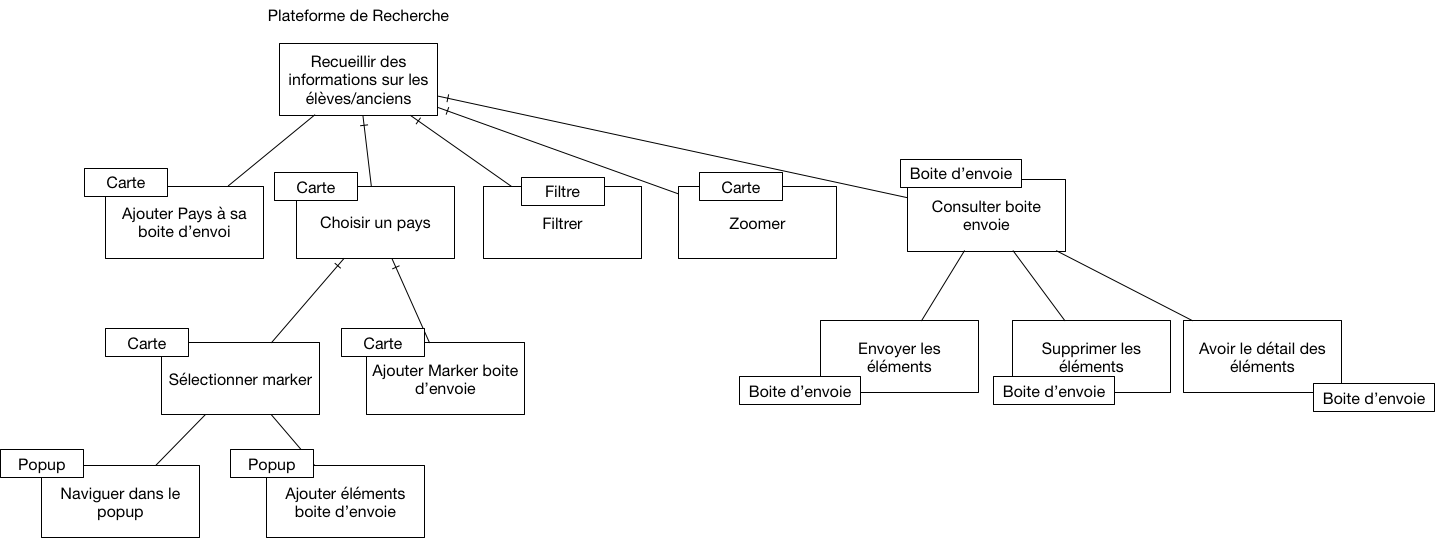 Plateforme de Recherche
Recueillir des
informations sur les
élèves/anciens
Carte
Ajouter Pays à sa
boite d'envoi
Carte
Choisir un pays
Filtre
Filtrer
Carte
Zoomer
Boite d'envoie
Consulter boite
envoie
Carte
Sélectionner marker
Carte
Ajouter Marker boite
d'envoie
Envoyer les
éléments
Boite d'envoie
Supprimer les
éléments
Boite d'envoie
Avoir le détail des
éléments
Boite d'envoie
Popup
Naviguer dans le
popup
Popup
Ajouter éléments
boite d'envoie